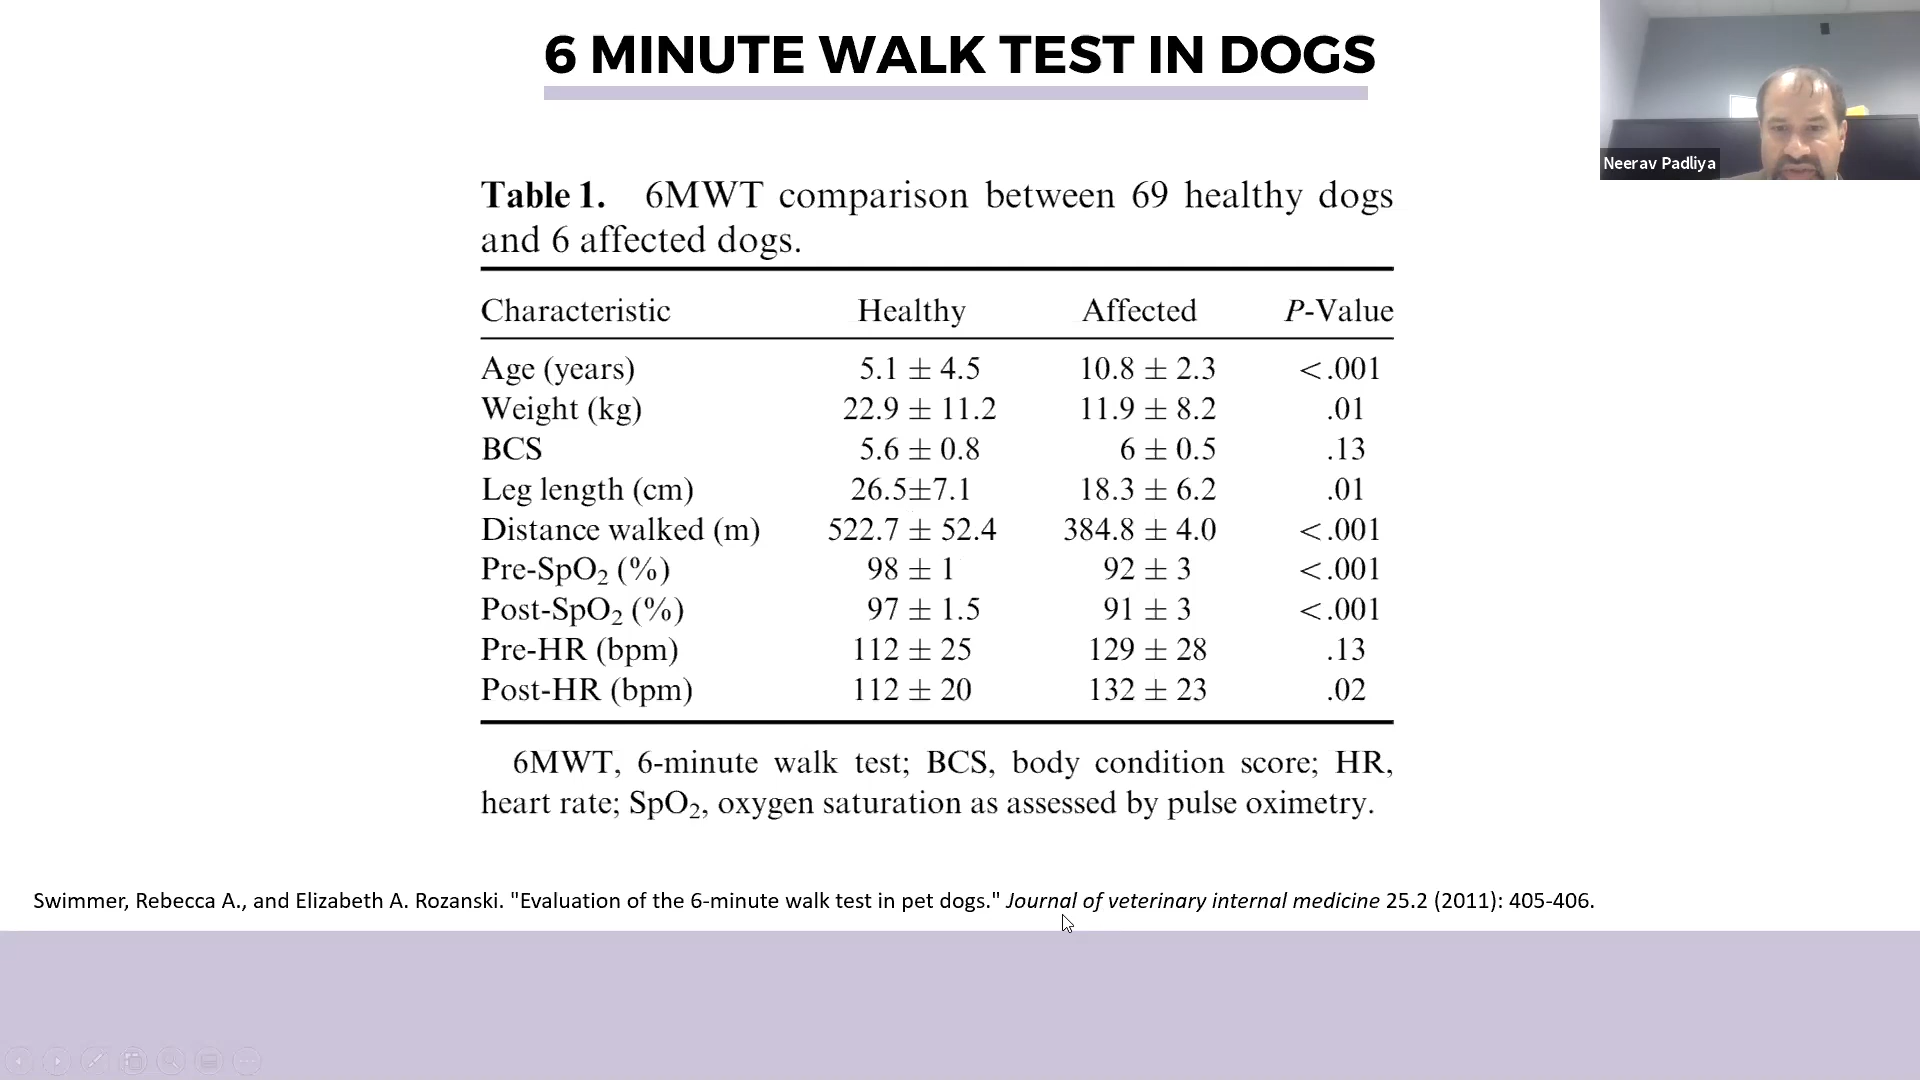 6 MINUTE WALK TEST IN DOGS
Neerav Padliya
Table 1. 6MWT comparison between 69 healthy dogs
and 6 affected dogs.
Characteristic Healthy Affected P-Value
Age (years) 5.1 ± 4.5 10.8 ± 2.3 <.001
Weight (kg) 22.9 ± 11.2 11.9 ± 8.2 .01
BCS 5.6 ± 0.8 6 ± 0.5 .13
Leg length (cm) 26.5±7.1 18.3 ± 6.2 .01
Distance walked (m) 522.7 ± 52.4 384.8 ± 4.0 <.001
Pre-SpO₂ (%) 98 ± 1 92 ± 3 <.001
Post-SpO₂ (%) 97 ± 1.5 91 ± 3 <.001
Pre-HR (bpm) 112 ± 25 129 ± 28 .13
Post-HR (bpm) 112 ± 20 132 ± 23 .02
6MWT, 6-minute walk test; BCS, body condition score; HR,
heart rate; SpO₂, oxygen saturation as assessed by pulse oximetry.
Swimmer, Rebecca A., and Elizabeth A. Rozanski. "Evaluation of the 6-minute walk test in pet dogs." Journal of veterinary internal medicine 25.2 (2011): 405-406.